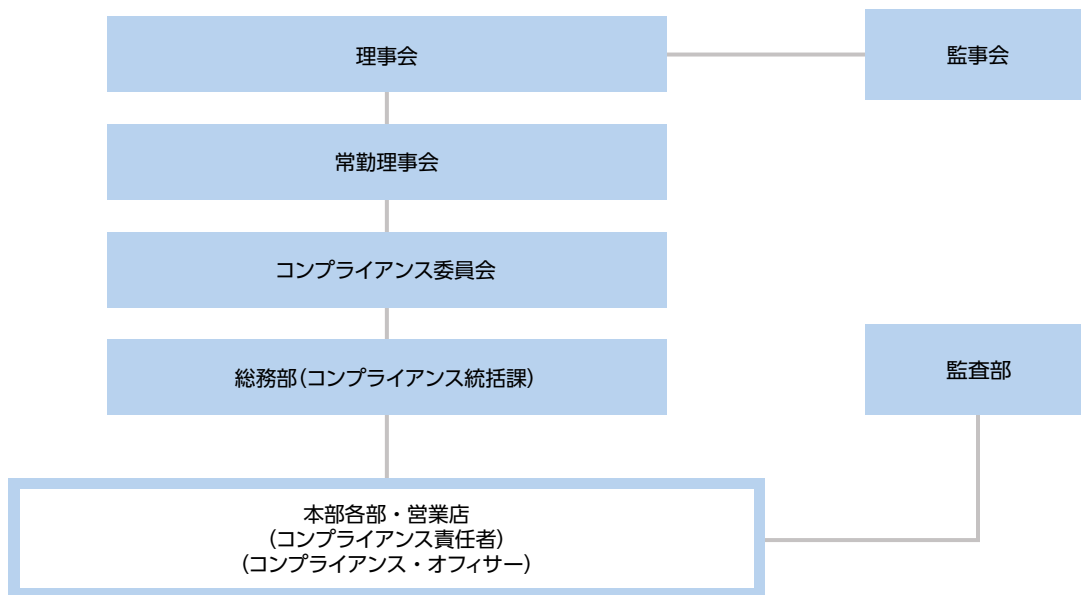 理事会
監事会
常勤理事会
コンプライアンス委員会
総務部(コンプライアンス統括課)
監査部
本部各部・営業店
(コンプライアンス責任者)
(コンプライアンス・オフィサー)